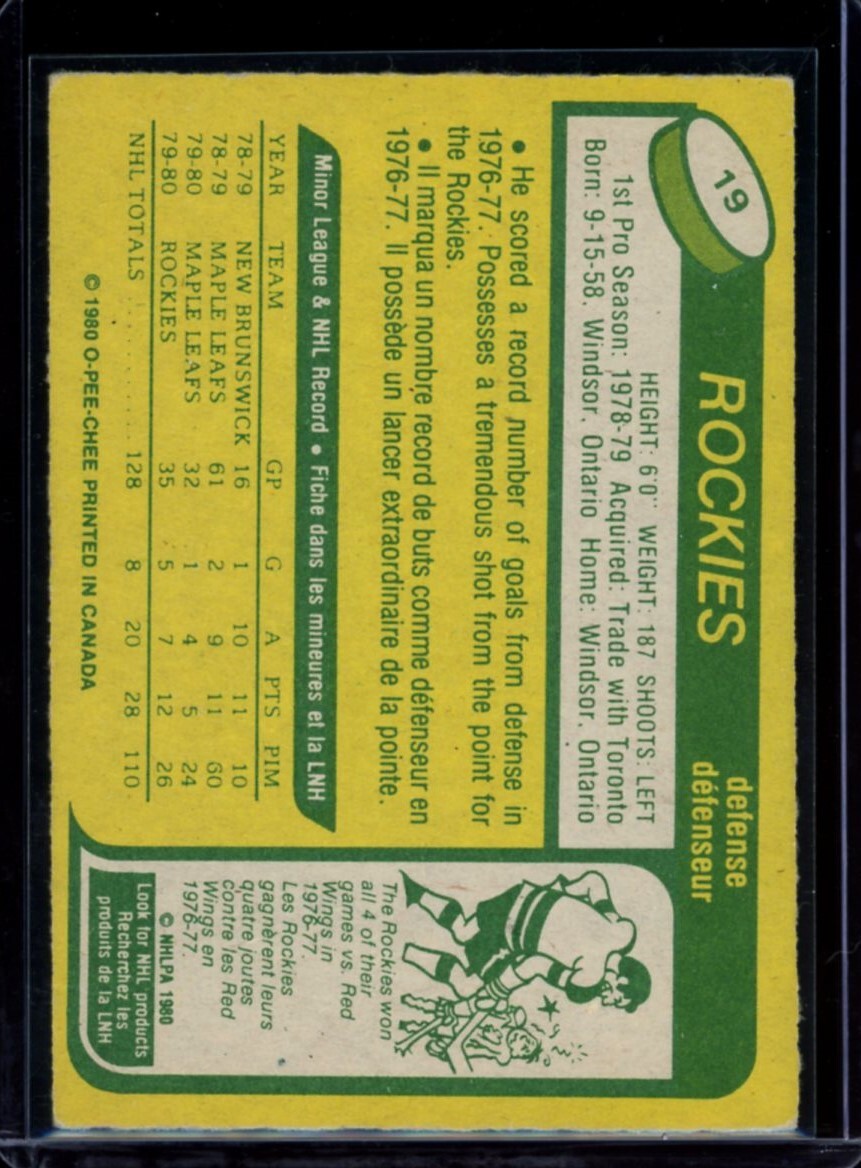 19
ROCKIES
defense
défenseur
HEIGHT: 6'0" WEIGHT: 187 SHOOTS: LEFT
1st Pro Season: 1978-79 Acquired: Trade with Toronto
Born: 9-15-58, Windsor, Ontario Home: Windsor, Ontario
• He scored a record number of goals from defense in
1976-77. Possesses a tremendous shot from the point for
the Rockies.
• Il marqua un nombre record de buts comme défenseur en
1976-77. Il possède un lancer extraordinaire de la pointe.
Minor League & NHL Record • Fiche dans les mineures et la LNH
YEAR TEAM GP G A PTS PIM
78-79 NEW BRUNSWICK 16 1 10 11 10
78-79 MAPLE LEAFS 61 2 9 11 60
79-80 MAPLE LEAFS 32 1 4 5 24
79-80 ROCKIES 35 5 7 12 26
NHL TOTALS ........... 128 8 20 28 110
© 1980 O-PEE-CHEE PRINTED IN CANADA
The Rockies won
all 4 of their
games vs. Red
Wings in
1976-77.
Les Rockies
gagnèrent leurs
quatre joutes
contre les Red
Wings en
1976-77.
© NHLPA 1980
Look for NHL products
Recherchez les
produits de la LNH